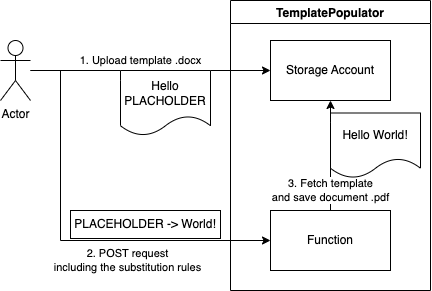 TemplatePopulator
1. Upload template .docx
Hello
PLACHOLDER
Storage Account
Actor
Hello World!
3. Fetch template
and save document .pdf
PLACEHOLDER -> World!
Function
2. POST request
including the substitution rules